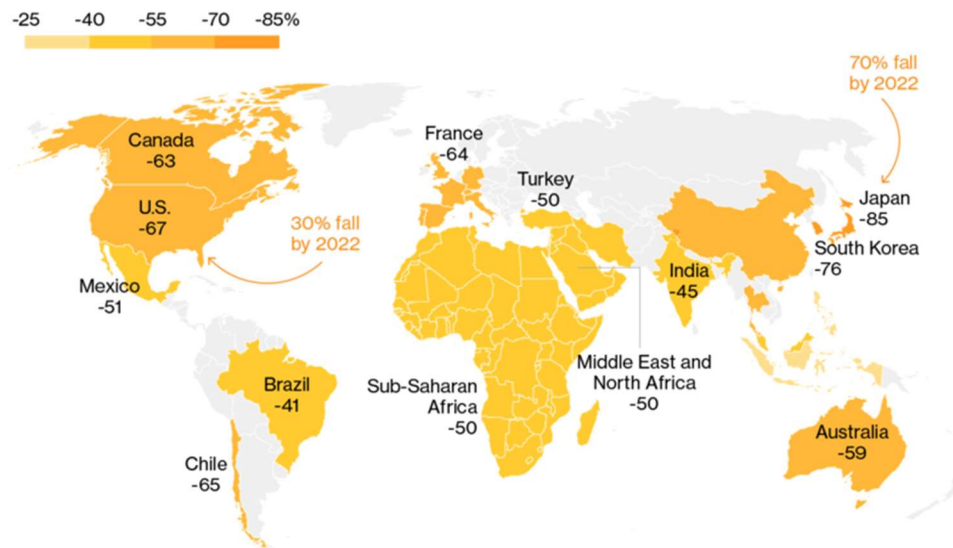 -25 -40 -55 -70 -85%
70% fall
by 2022
Canada
-63
France
-64
Turkey
-50
Japan
-85
U.S.
-67
30% fall
by 2022
South Korea
-76
Mexico
-51
India
-45
Middle East and
North Africa
-50
Brazil
-41
Sub-Saharan
Africa
-50
Australia
-59
Chile
-65